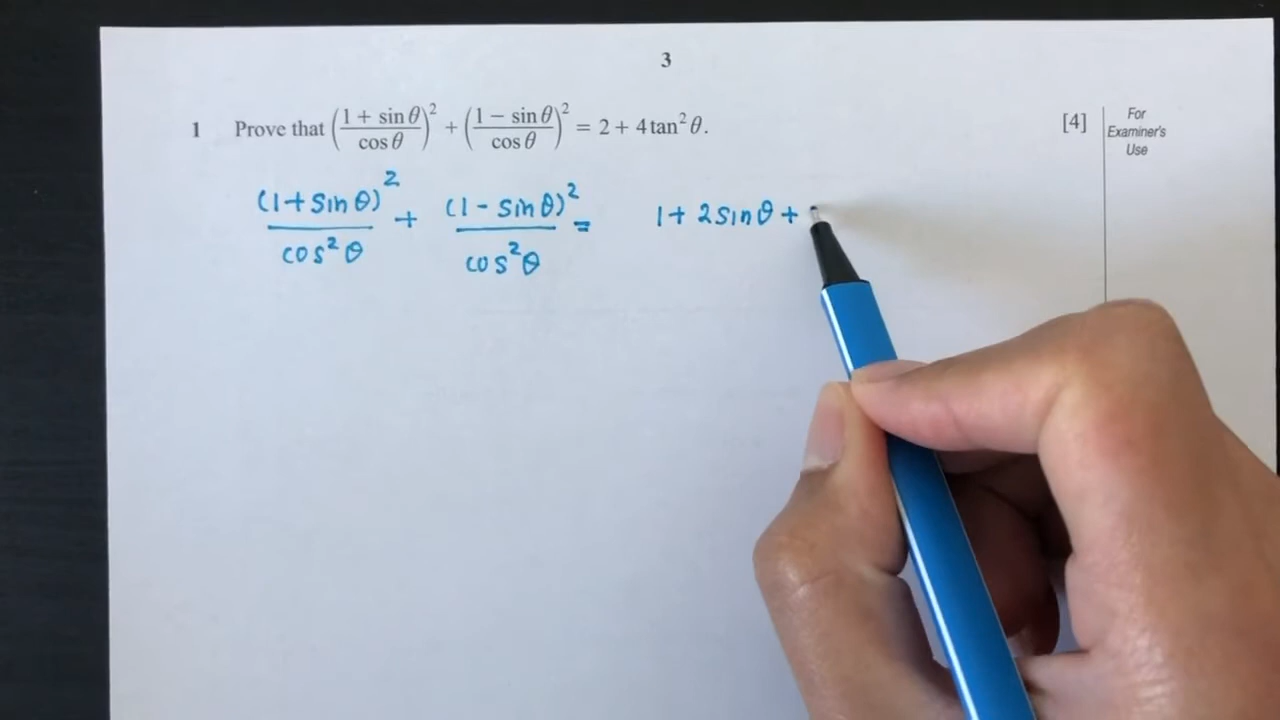 3
1 Prove that ((1 + sin θ)/(cos θ))² + ((1 − sin θ)/(cos θ))² = 2 + 4 tan² θ. [4]
For
Examiner's
Use
(1+sin θ)²/cos² θ + (1 - sin θ)²/cos² θ = 1 + 2 sin θ +